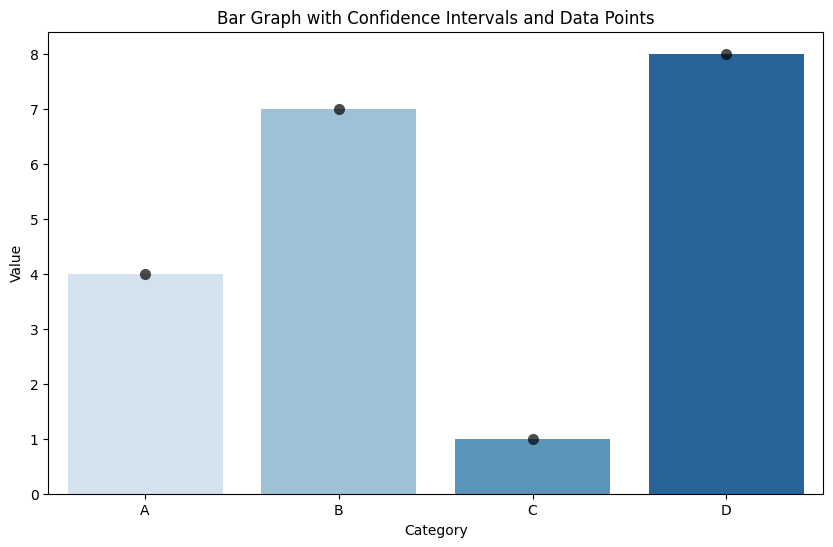 Bar Graph with Confidence Intervals and Data Points
8
7
6
5
4
3
2
1
0
Value
A B C D
Category